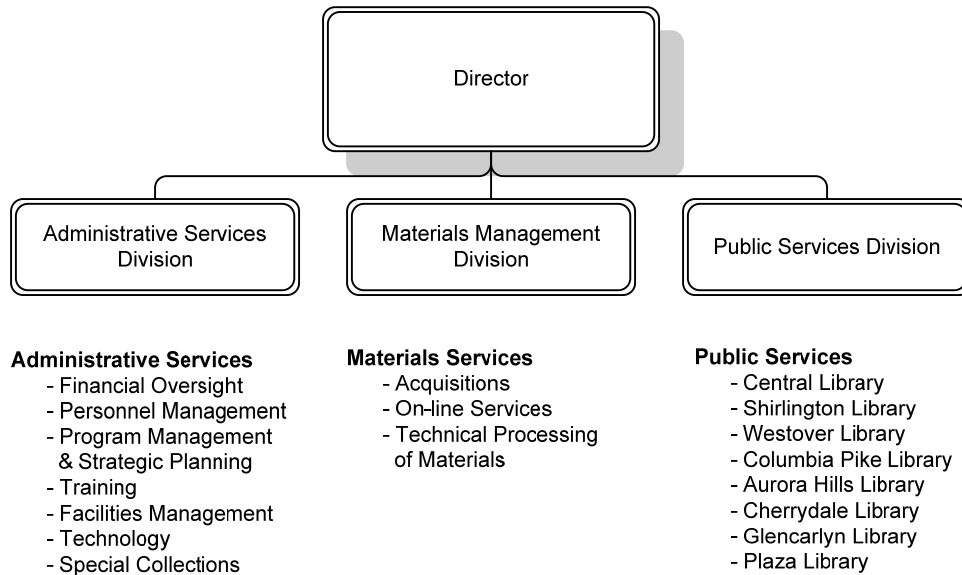 Director
Administrative Services
Division
Materials Management
Division
Public Services Division
Administrative Services
- Financial Oversight
- Personnel Management
- Program Management
& Strategic Planning
- Training
- Facilities Management
- Technology
- Special Collections
Materials Services
- Acquisitions
- On-line Services
- Technical Processing
of Materials
Public Services
- Central Library
- Shirlington Library
- Westover Library
- Columbia Pike Library
- Aurora Hills Library
- Cherrydale Library
- Glencarlyn Library
- Plaza Library